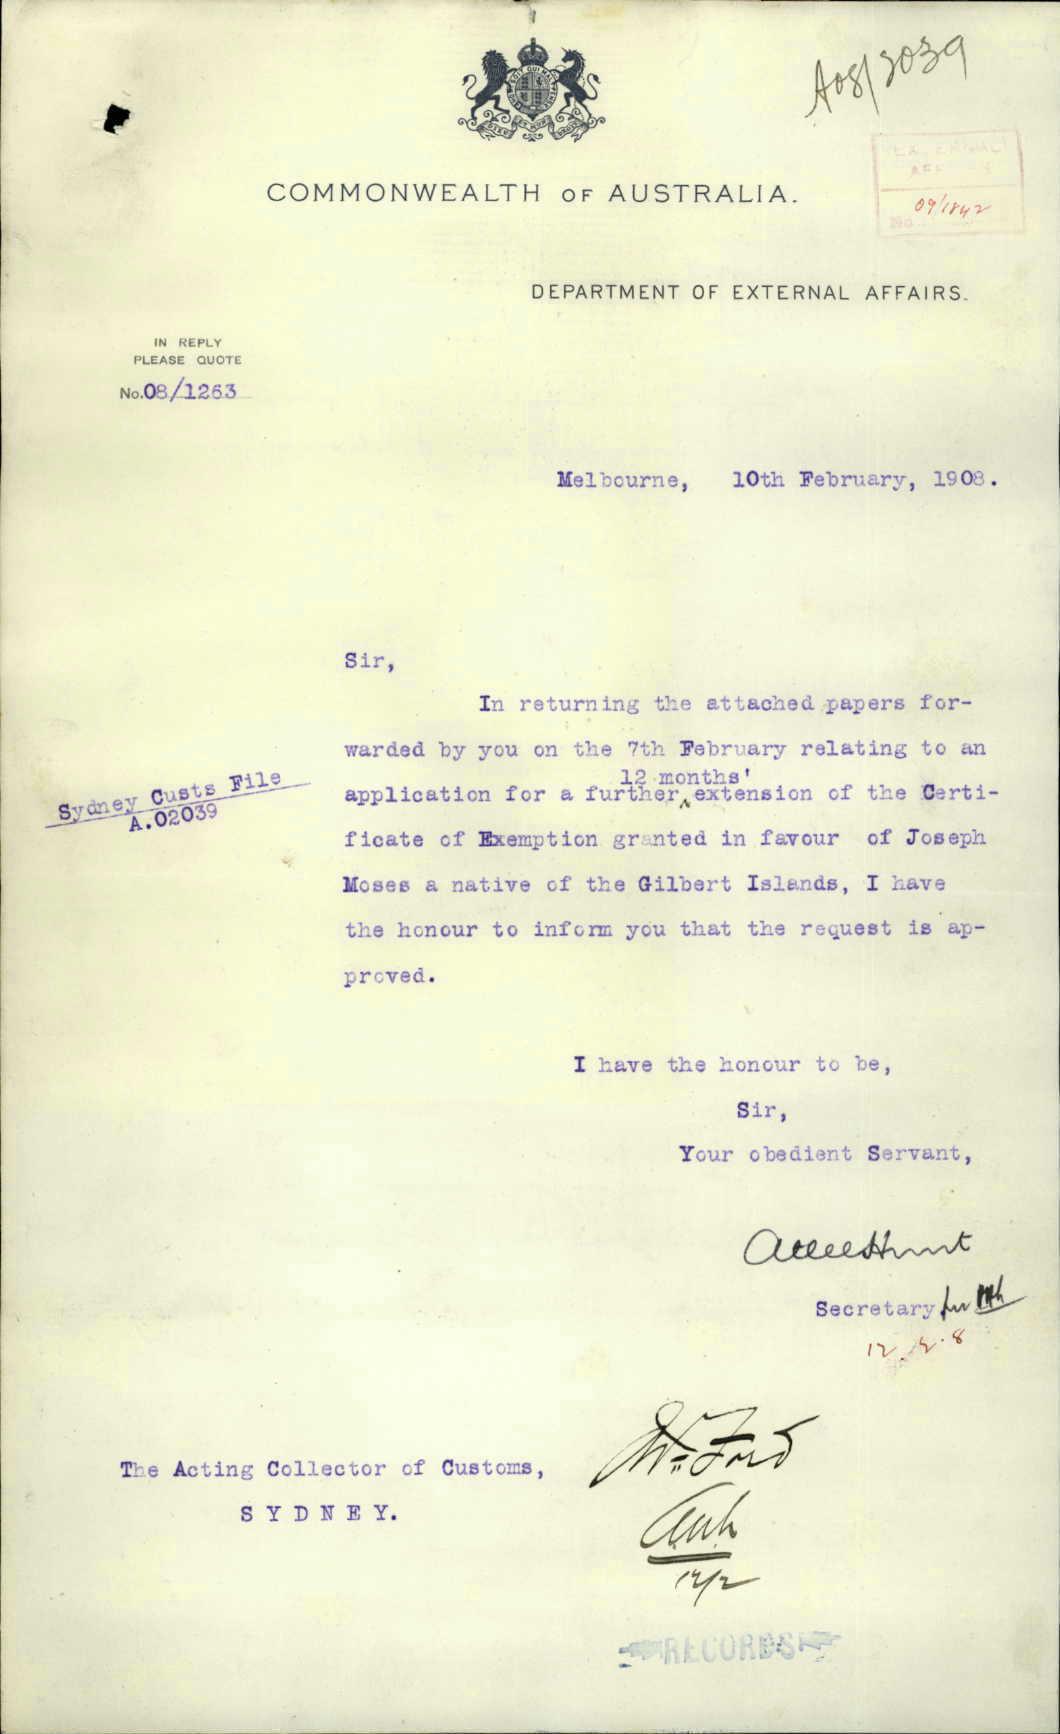 A08/2039
COMMONWEALTH OF AUSTRALIA.
09/1842
No.
DEPARTMENT OF EXTERNAL AFFAIRS.
IN REPLY
PLEASE QUOTE
No. 08/1263
Melbourne, 10th February, 1908.
Sir,
In returning the attached papers for-
warded by you on the 7th February relating to an
12 months'
application for a further extension of the Certi-
ficate of Exemption granted in favour of Joseph
Moses a native of the Gilbert Islands, I have
the honour to inform you that the request is ap-
proved.
Sydney Custs File
A.02039
I have the honour to be,
Sir,
Your obedient Servant,
Atlee Hunt
Secretary
12.2.8
The Acting Collector of Customs,
SYDNEY.
Mr. Ford
12/2
RECORDS